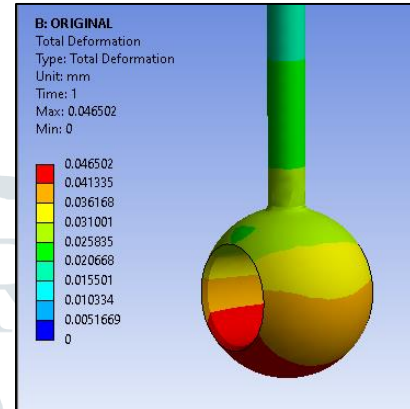 B: ORIGINAL
Total Deformation
Type: Total Deformation
Unit: mm
Time: 1
Max: 0.046502
Min: 0
0.046502
0.041335
0.036168
0.031001
0.025835
0.020668
0.015501
0.010334
0.0051669
0